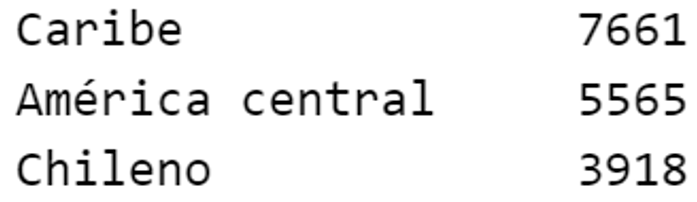 Caribe 7661
América central 5565
Chileno 3918